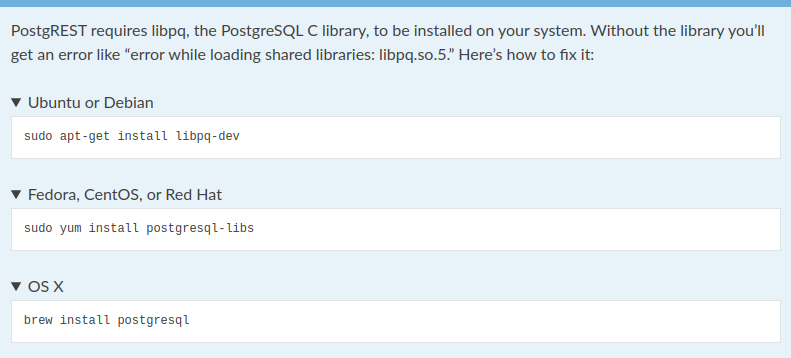 PostgREST requires libpq, the PostgreSQL C library, to be installed on your system. Without the library you’ll
get an error like “error while loading shared libraries: libpq.so.5.” Here’s how to fix it:
▼ Ubuntu or Debian
sudo apt-get install libpq-dev
▼ Fedora, CentOS, or Red Hat
sudo yum install postgresql-libs
▼ OS X
brew install postgresql